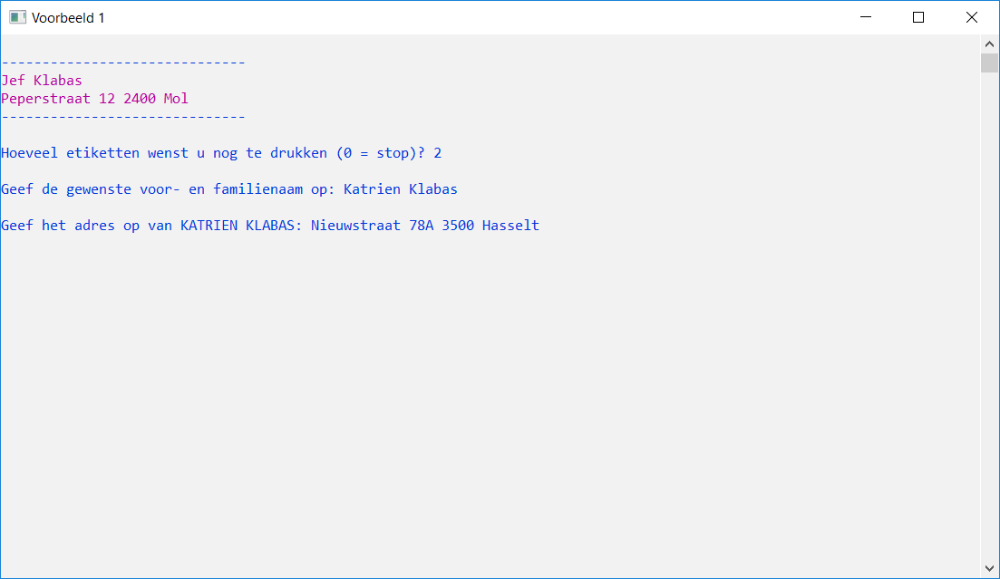 Voorbeeld 1
------------------------------
Jef Klabas
Peperstraat 12 2400 Mol
------------------------------
Hoeveel etiketten wenst u nog te drukken (0 = stop)? 2
Geef de gewenste voor- en familienaam op: Katrien Klabas
Geef het adres op van KATRIEN KLABAS: Nieuwstraat 78A 3500 Hasselt